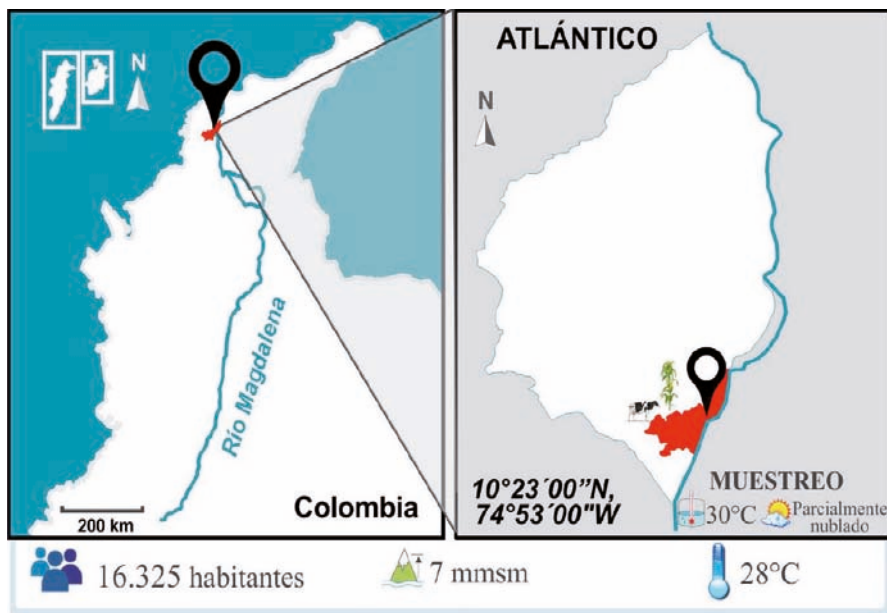 N
Río Magdalena
200 km
Colombia
ATLÁNTICO
N
10°23´00”N,
74°53´00"W
MUESTREO
30°C
Parcialmente
nublado
16.325 habitantes
7 mmsm
28°C